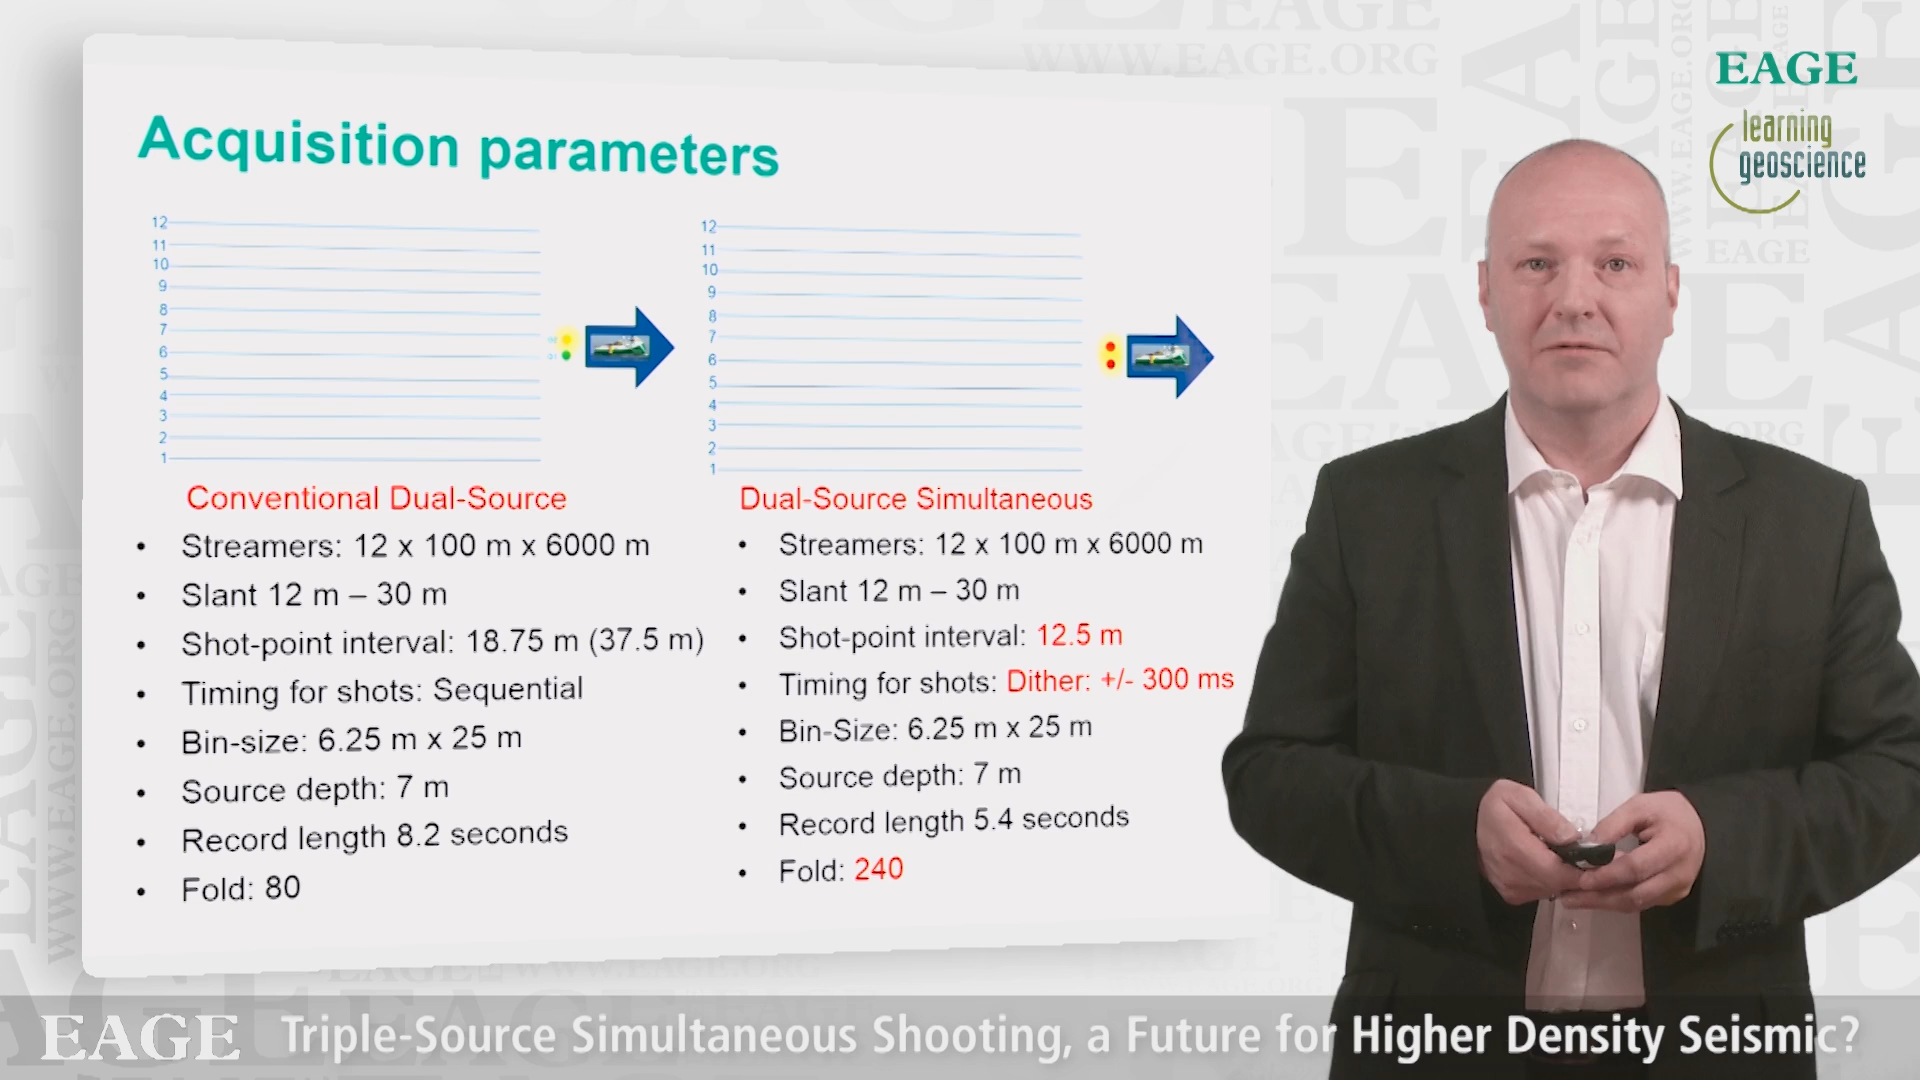 Acquisition parameters
12
11
10
9
8
7
6
5
4
3
2
1
12
11
10
9
8
7
6
5
4
3
2
1
Conventional Dual-Source
• Streamers: 12 x 100 m x 6000 m
• Slant 12 m – 30 m
• Shot-point interval: 18.75 m (37.5 m)
• Timing for shots: Sequential
• Bin-size: 6.25 m x 25 m
• Source depth: 7 m
• Record length 8.2 seconds
• Fold: 80
Dual-Source Simultaneous
• Streamers: 12 x 100 m x 6000 m
• Slant 12 m – 30 m
• Shot-point interval: 12.5 m
• Timing for shots: Dither: +/- 300 ms
• Bin-Size: 6.25 m x 25 m
• Source depth: 7 m
• Record length 5.4 seconds
• Fold: 240
EAGE
learning
geoscience
EAGE
WWW.EAGE.ORG
EAGE
EAGE Triple-Source Simultaneous Shooting, a Future for Higher Density Seismic?